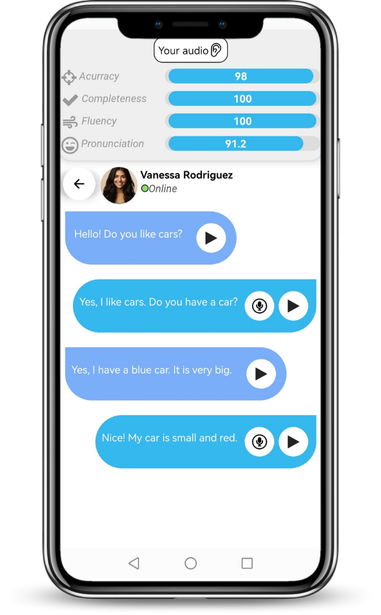 Your audio
Acurracy 98
Completeness 100
Fluency 100
Pronunciation 91.2
Vanessa Rodriguez
Online
Hello! Do you like cars?
Yes, I like cars. Do you have a car?
Yes, I have a blue car. It is very big.
Nice! My car is small and red.